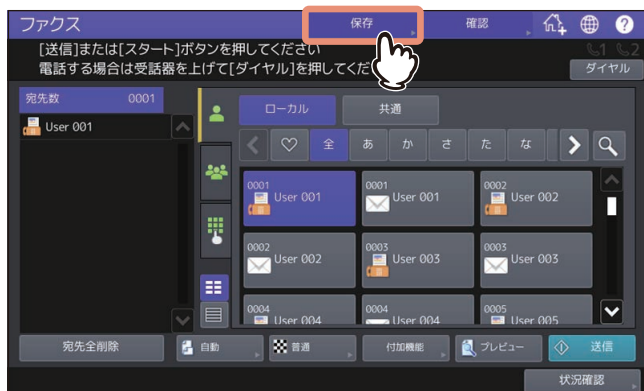 ファクス 保存 確認
[送信]または[スタート]ボタンを押してください
電話する場合は受話器を上げて[ダイヤル]を押してくだ
1 2
ダイヤル
宛先数 0001
User 001
ローカル 共通
全 あ か さ た な
0001 User 001
0001 User 001
0002 User 002
0002 User 002
0003 User 003
0003 User 003
0004 User 004
0004 User 004
0005 User 005
宛先全削除 自動 普通 付加機能 プレビュー 送信
状況確認